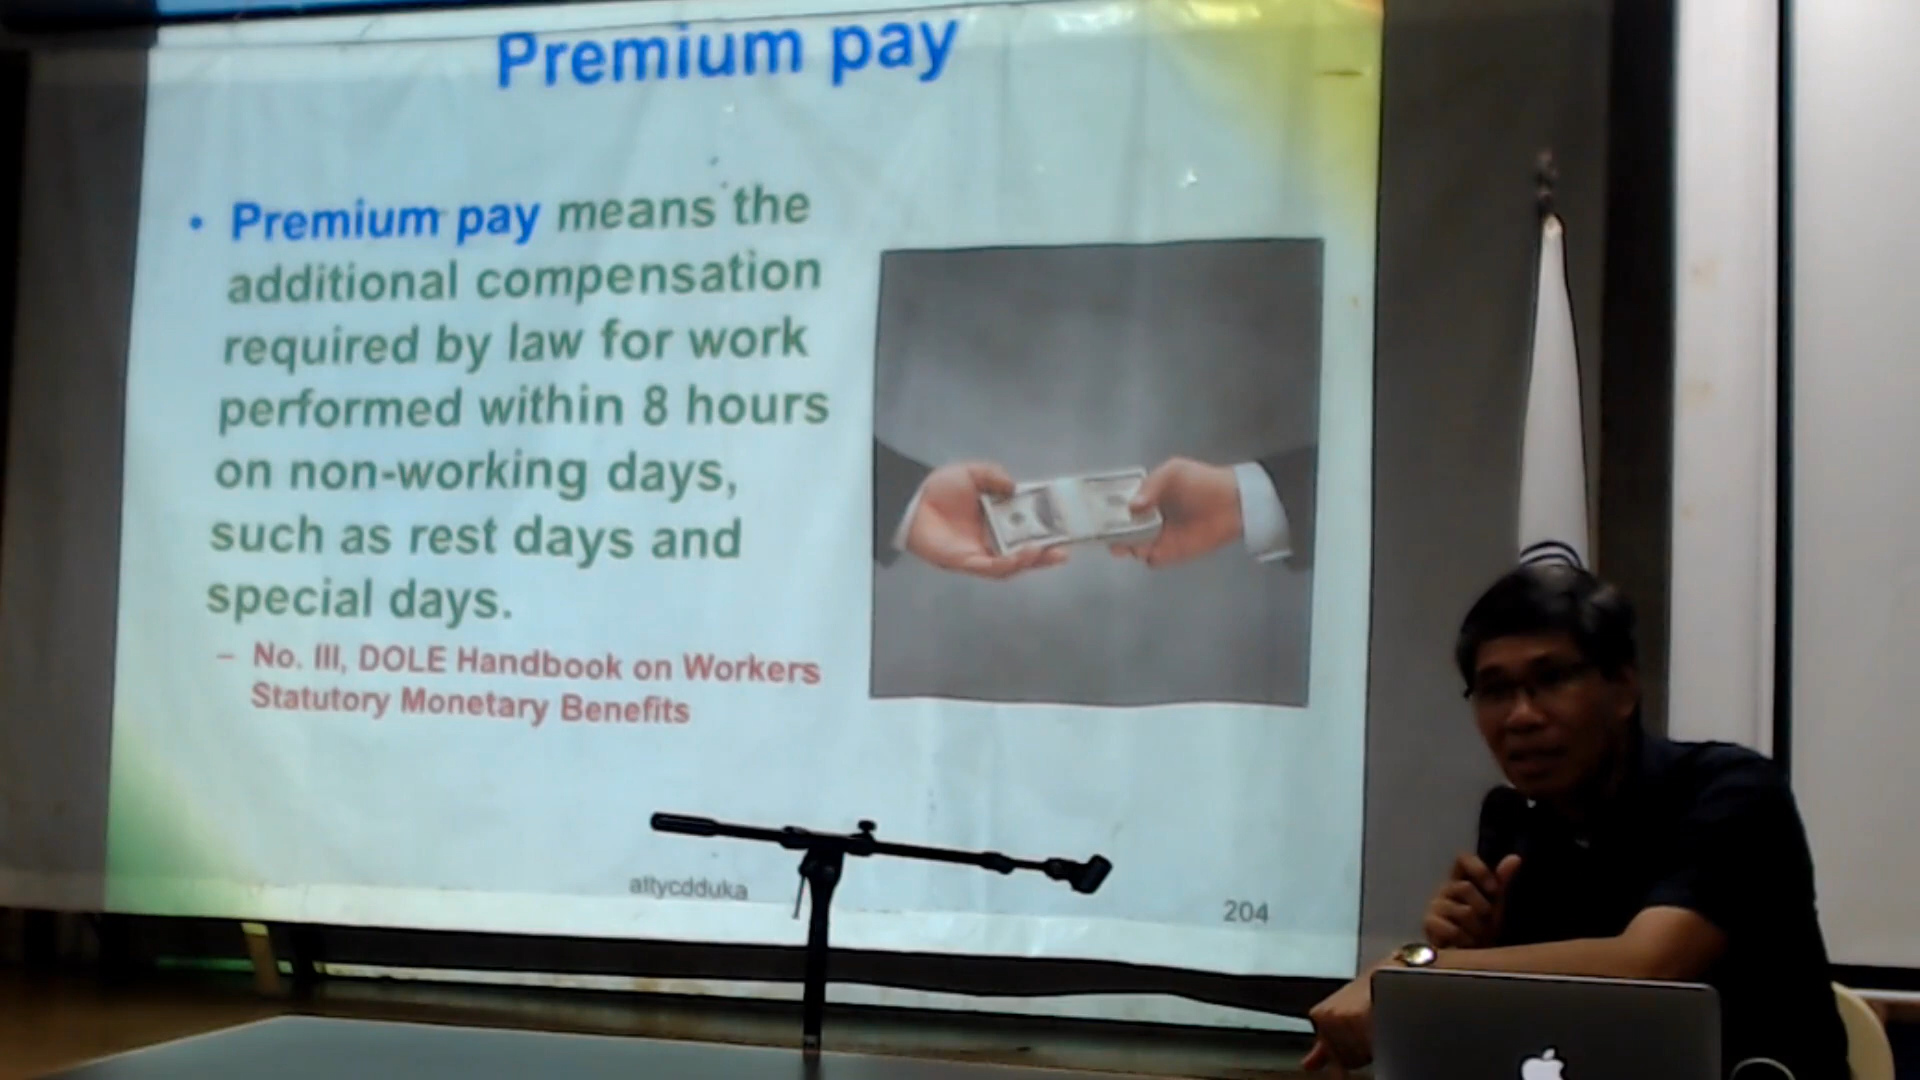 Premium pay
• Premium pay means the
additional compensation
required by law for work
performed within 8 hours
on non-working days,
such as rest days and
special days.
– No. III, DOLE Handbook on Workers
Statutory Monetary Benefits
attycdduka
204